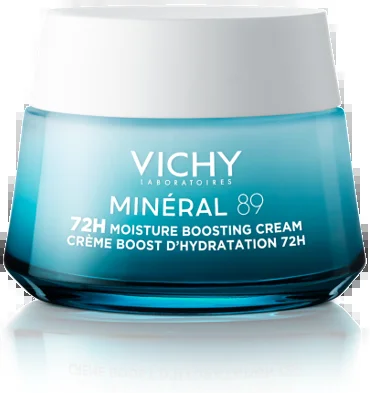 VICHY
LABORATOIRES
MINÉRAL 89
72H MOISTURE BOOSTING CREAM
CRÈME BOOST D'HYDRATATION 72H